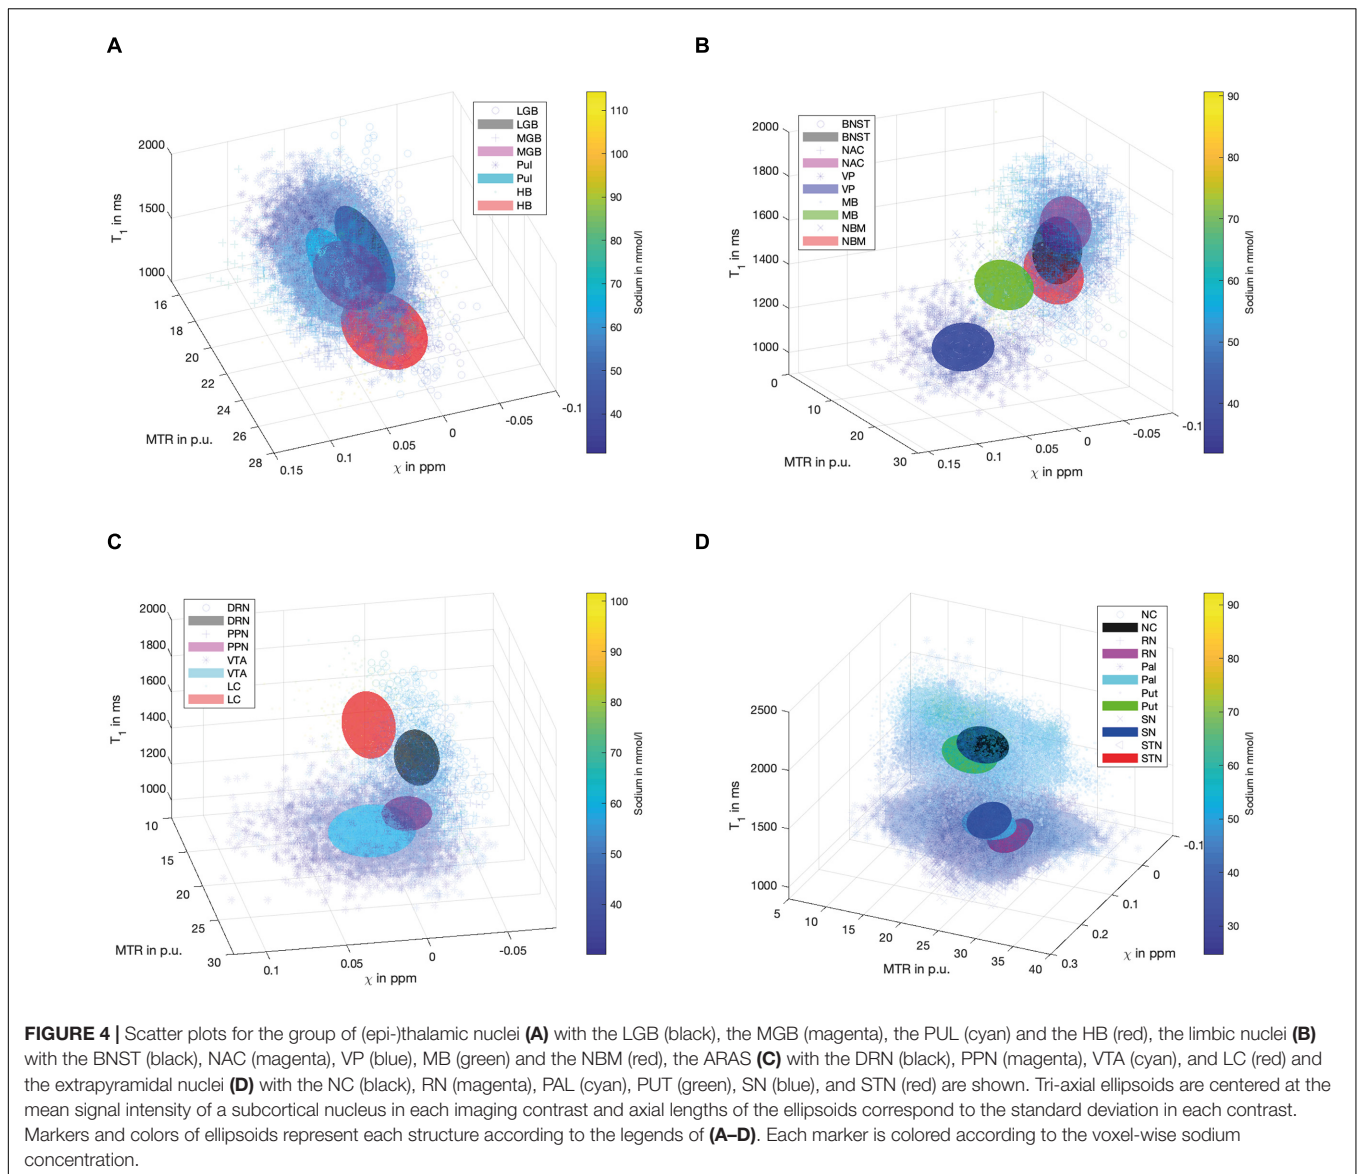 A
2000
1500
1000
T1 in ms
16
18
20
22
24
26
28
MTR in p.u.
0.15
0.1
0.05
0
-0.05
-0.1
χ in ppm
LGB
LGB
MGB
MGB
Pul
Pul
HB
HB
110
100
90
80
70
60
50
40
Sodium in mmol/l
B
2000
1800
1600
1400
1200
1000
T1 in ms
0
10
20
30
MTR in p.u.
0.15
0.1
0.05
0
-0.05
-0.1
χ in ppm
BNST
BNST
NAC
NAC
VP
VP
MB
MB
NBM
NBM
90
80
70
60
50
40
Sodium in mmol/l
C
2000
1800
1600
1400
1200
1000
T1 in ms
10
15
20
25
30
MTR in p.u.
0.1
0.05
0
-0.05
χ in ppm
DRN
DRN
PPN
PPN
VTA
VTA
LC
LC
100
90
80
70
60
50
40
Sodium in mmol/l
D
2500
2000
1500
1000
T1 in ms
5
10
15
20
25
30
35
40
MTR in p.u.
0.3
0.2
0.1
0
-0.1
χ in ppm
NC
NC
RN
RN
Pal
Pal
Put
Put
SN
SN
STN
STN
90
80
70
60
50
40
30
Sodium in mmol/l
FIGURE 4 | Scatter plots for the group of (epi-)thalamic nuclei (A) with the LGB (black), the MGB (magenta), the PUL (cyan) and the HB (red), the limbic nuclei (B)
with the BNST (black), NAC (magenta), VP (blue), MB (green) and the NBM (red), the ARAS (C) with the DRN (black), PPN (magenta), VTA (cyan), and LC (red) and
the extrapyramidal nuclei (D) with the NC (black), RN (magenta), PAL (cyan), PUT (green), SN (blue), and STN (red) are shown. Tri-axial ellipsoids are centered at the
mean signal intensity of a subcortical nucleus in each imaging contrast and axial lengths of the ellipsoids correspond to the standard deviation in each contrast.
Markers and colors of ellipsoids represent each structure according to the legends of (A–D). Each marker is colored according to the voxel-wise sodium
concentration.